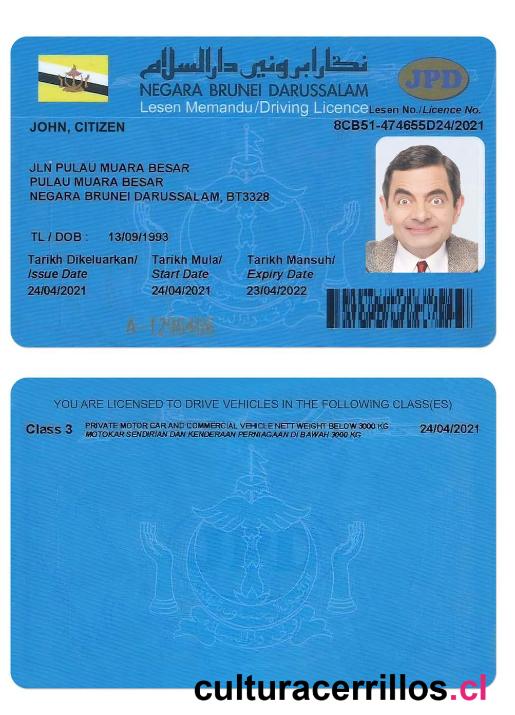 نݢارا بروني دارالسلام
NEGARA BRUNEI DARUSSALAM
Lesen Memandu/Driving Licence
JPD
Lesen No./Licence No.
8CB51-474655D24/2021
JOHN, CITIZEN
JLN PULAU MUARA BESAR
PULAU MUARA BESAR
NEGARA BRUNEI DARUSSALAM, BT3328
TL / DOB : 13/09/1993
Tarikh Dikeluarkan/ Tarikh Mula/ Tarikh Mansuh/
Issue Date Start Date Expiry Date
24/04/2021 24/04/2021 23/04/2022
YOU ARE LICENSED TO DRIVE VEHICLES IN THE FOLLOWING CLASS(ES)
Class 3 PRIVATE MOTOR CAR AND COMMERCIAL VEHICLE NETT WEIGHT BELOW 3000 KG 24/04/2021
MOTOKAR SENDIRIAN DAN KENDERAAN PERNIAGAAN DI BAWAH 3000 KG
JPD
culturacerrillos.cl